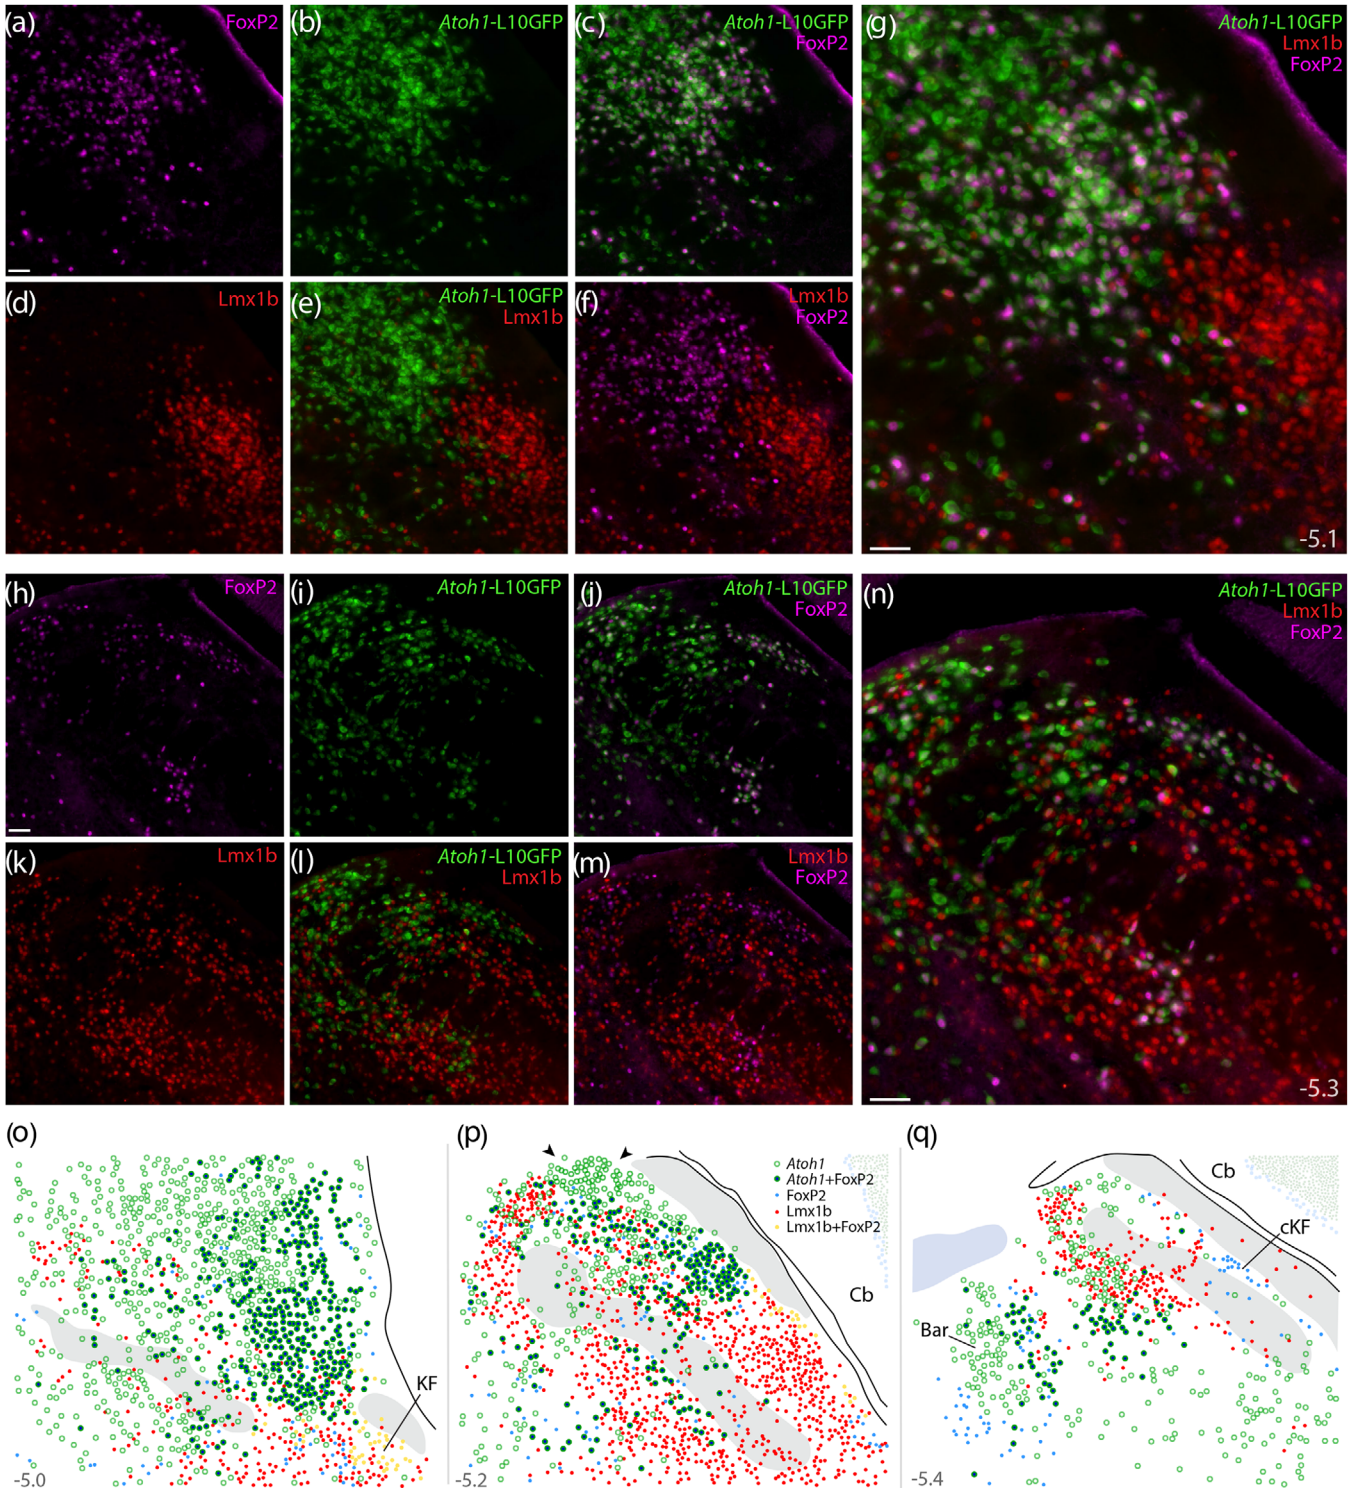 (a)
FoxP2
(b)
Atoh1-L10GFP
(c)
Atoh1-L10GFP
FoxP2
(g)
Atoh1-L10GFP
Lmx1b
FoxP2
-5.1
(d)
Lmx1b
(e)
Atoh1-L10GFP
Lmx1b
(f)
Lmx1b
FoxP2
(h)
FoxP2
(i)
Atoh1-L10GFP
(j)
Atoh1-L10GFP
FoxP2
(n)
Atoh1-L10GFP
Lmx1b
FoxP2
-5.3
(k)
Lmx1b
(l)
Atoh1-L10GFP
Lmx1b
(m)
Lmx1b
FoxP2
(o)
KF
-5.0
(p)
Atoh1
Atoh1+FoxP2
FoxP2
Lmx1b
Lmx1b+FoxP2
Cb
-5.2
(q)
Cb
cKF
Bar
-5.4